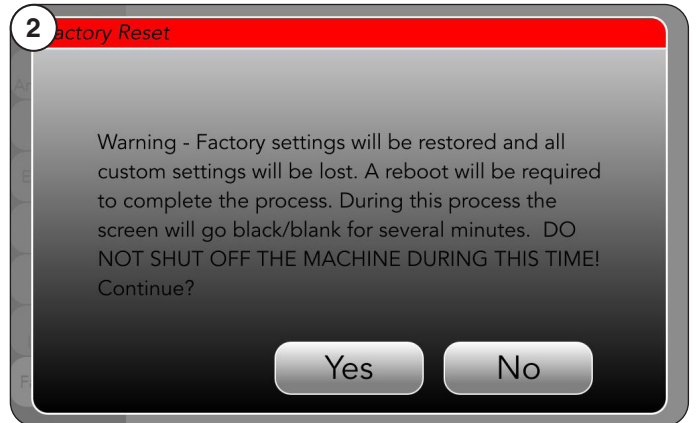 2
actory Reset
Warning - Factory settings will be restored and all
custom settings will be lost. A reboot will be required
to complete the process. During this process the
screen will go black/blank for several minutes.  DO
NOT SHUT OFF THE MACHINE DURING THIS TIME!
Continue?
Yes
No